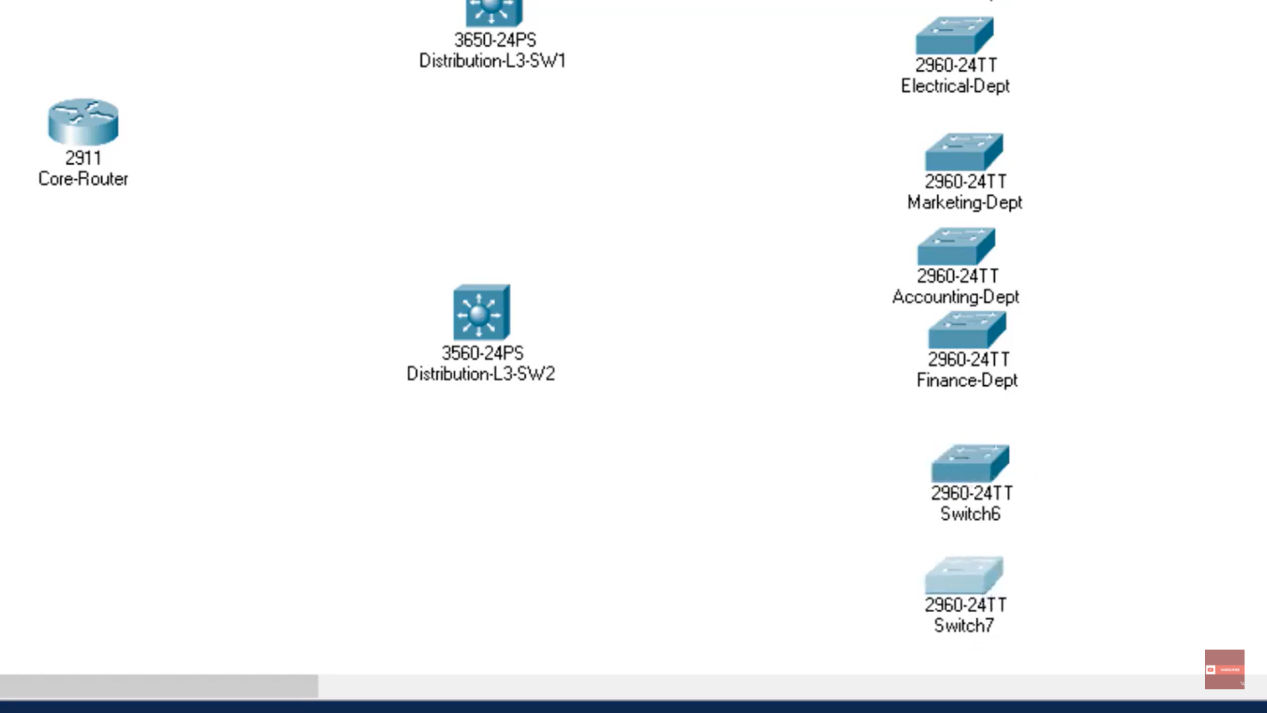 3650-24PS
Distribution-L3-SW1
2960-24TT
Electrical-Dept
2911
Core-Router
2960-24TT
Marketing-Dept
2960-24TT
Accounting-Dept
3560-24PS
Distribution-L3-SW2
2960-24TT
Finance-Dept
2960-24TT
Switch6
2960-24TT
Switch7